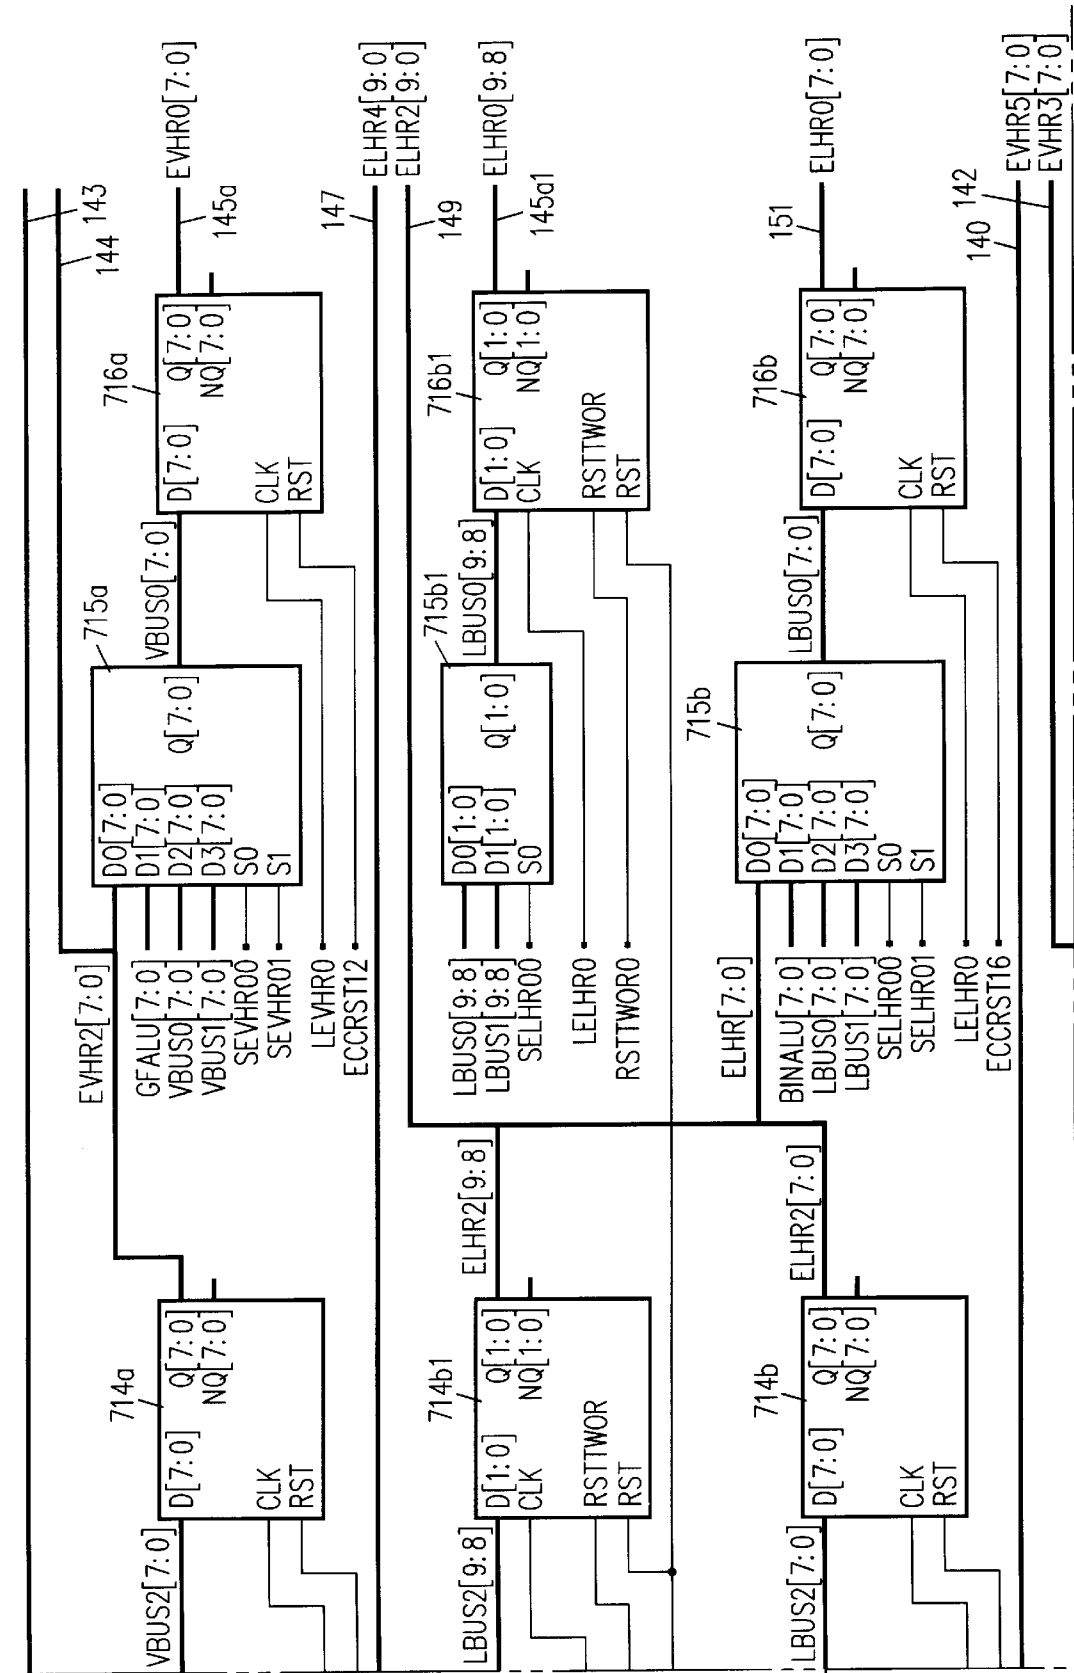 143
144
EVHR0[7:0]
145a
716a
D[7:0]
Q[7:0]
NQ[7:0]
CLK
RST
VBUS0[7:0]
715a
D0[7:0]
D1[7:0]
D2[7:0]
D3[7:0]
S0
S1
Q[7:0]
EVHR2[7:0]
GFALU[7:0]
VBUS0[7:0]
VBUS1[7:0]
SEVHR00
SEVHR01
LEVHR0
ECCRST12
714a
D[7:0]
Q[7:0]
NQ[7:0]
CLK
RST
VBUS2[7:0]
147
ELHR4[9:0]
ELHR2[9:0]
149
ELHR0[9:8]
145a1
716b1
D[1:0]
CLK
Q[1:0]
NQ[1:0]
RSTTWOR
RST
LBUS0[9:8]
715b1
D0[1:0]
D1[1:0]
S0
Q[1:0]
LBUS0[9:8]
LBUS1[9:8]
SELHR00
LELHR0
RSTTWOR0
ELHR2[9:8]
714b1
D[1:0]
CLK
Q[1:0]
NQ[1:0]
RSTTWOR
RST
LBUS2[9:8]
151
ELHR0[7:0]
716b
D[7:0]
Q[7:0]
NQ[7:0]
CLK
RST
LBUS0[7:0]
715b
D0[7:0]
D1[7:0]
D2[7:0]
D3[7:0]
S0
S1
Q[7:0]
ELHR[7:0]
BINALU[7:0]
LBUS0[7:0]
LBUS1[7:0]
SELHR00
SELHR01
LELHR0
ECCRST16
ELHR2[7:0]
714b
D[7:0]
Q[7:0]
NQ[7:0]
CLK
RST
LBUS2[7:0]
140
142
EVHR5[7:0]
EVHR3[7:0]